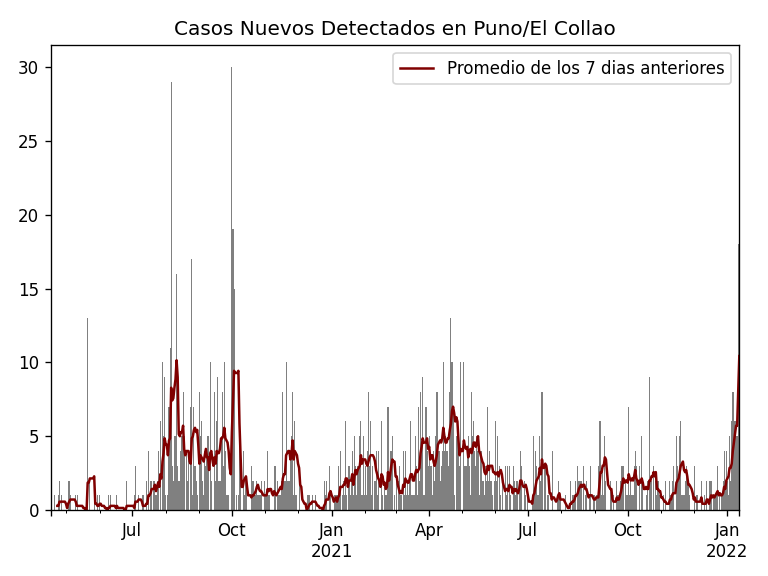 Casos Nuevos Detectados en Puno/El Collao
Promedio de los 7 dias anteriores
30
25
20
15
10
5
0
Jul Oct Jan Apr Jul Oct Jan
2021 2022